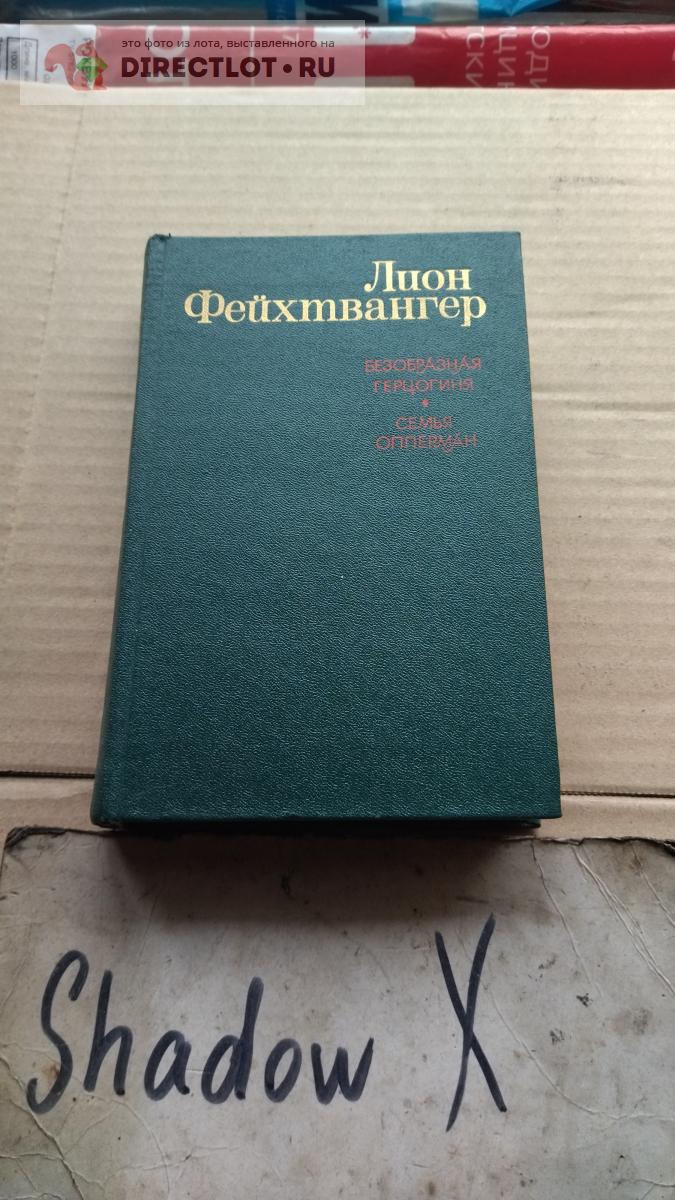 это фото из лота, выставленного на
DIRECTLOT.RU
Лион
Фейхтвангер
БЕЗОБРАЗНАЯ
ГЕРЦОГИНЯ
*
СЕМЬЯ
ОППЕРМАН
Shadow X